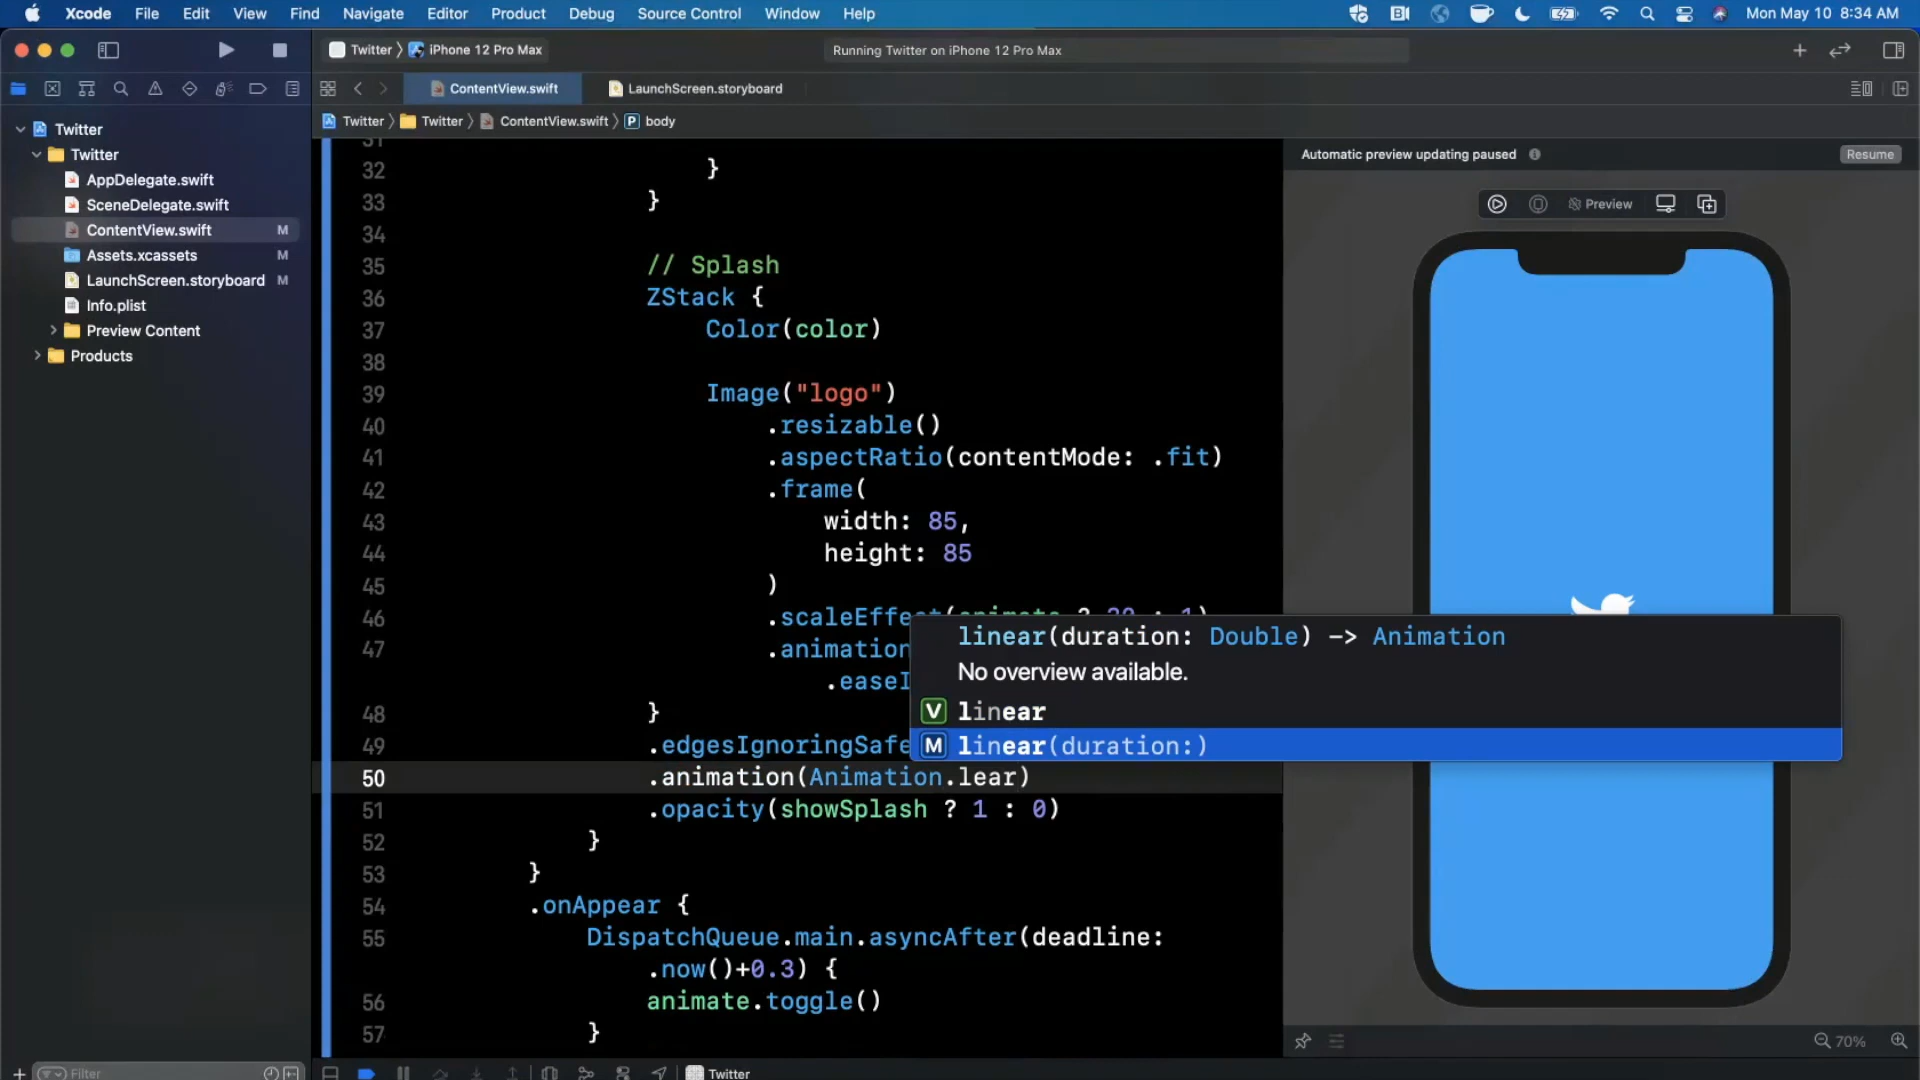 Xcode File Edit View Find Navigate Editor Product Debug Source Control Window Help
Mon May 10 8:34 AM
Twitter 〉 iPhone 12 Pro Max
Running Twitter on iPhone 12 Pro Max
ContentView.swift
LaunchScreen.storyboard
Twitter 〉 Twitter 〉 ContentView.swift 〉 P body
Twitter
Twitter
AppDelegate.swift
SceneDelegate.swift
ContentView.swift M
Assets.xcassets M
LaunchScreen.storyboard M
Info.plist
Preview Content
Products
Filter
31
32 }
33 }
34
35 // Splash
36 ZStack {
37 Color(color)
38
39 Image("logo")
40 .resizable()
41 .aspectRatio(contentMode: .fit)
42 .frame(
43 width: 85,
44 height: 85
45 )
46 .scaleEffect(animate ? 20 : 1)
47 .animation
.easeI
48 }
49 .edgesIgnoringSafe
50 .animation(Animation.lear)
51 .opacity(showSplash ? 1 : 0)
52 }
53 }
54 .onAppear {
55 DispatchQueue.main.asyncAfter(deadline:
.now()+0.3) {
56 animate.toggle()
57 }
linear(duration: Double) -> Animation
No overview available.
V linear
M linear(duration:)
Automatic preview updating paused
Resume
Preview
70%
Twitter